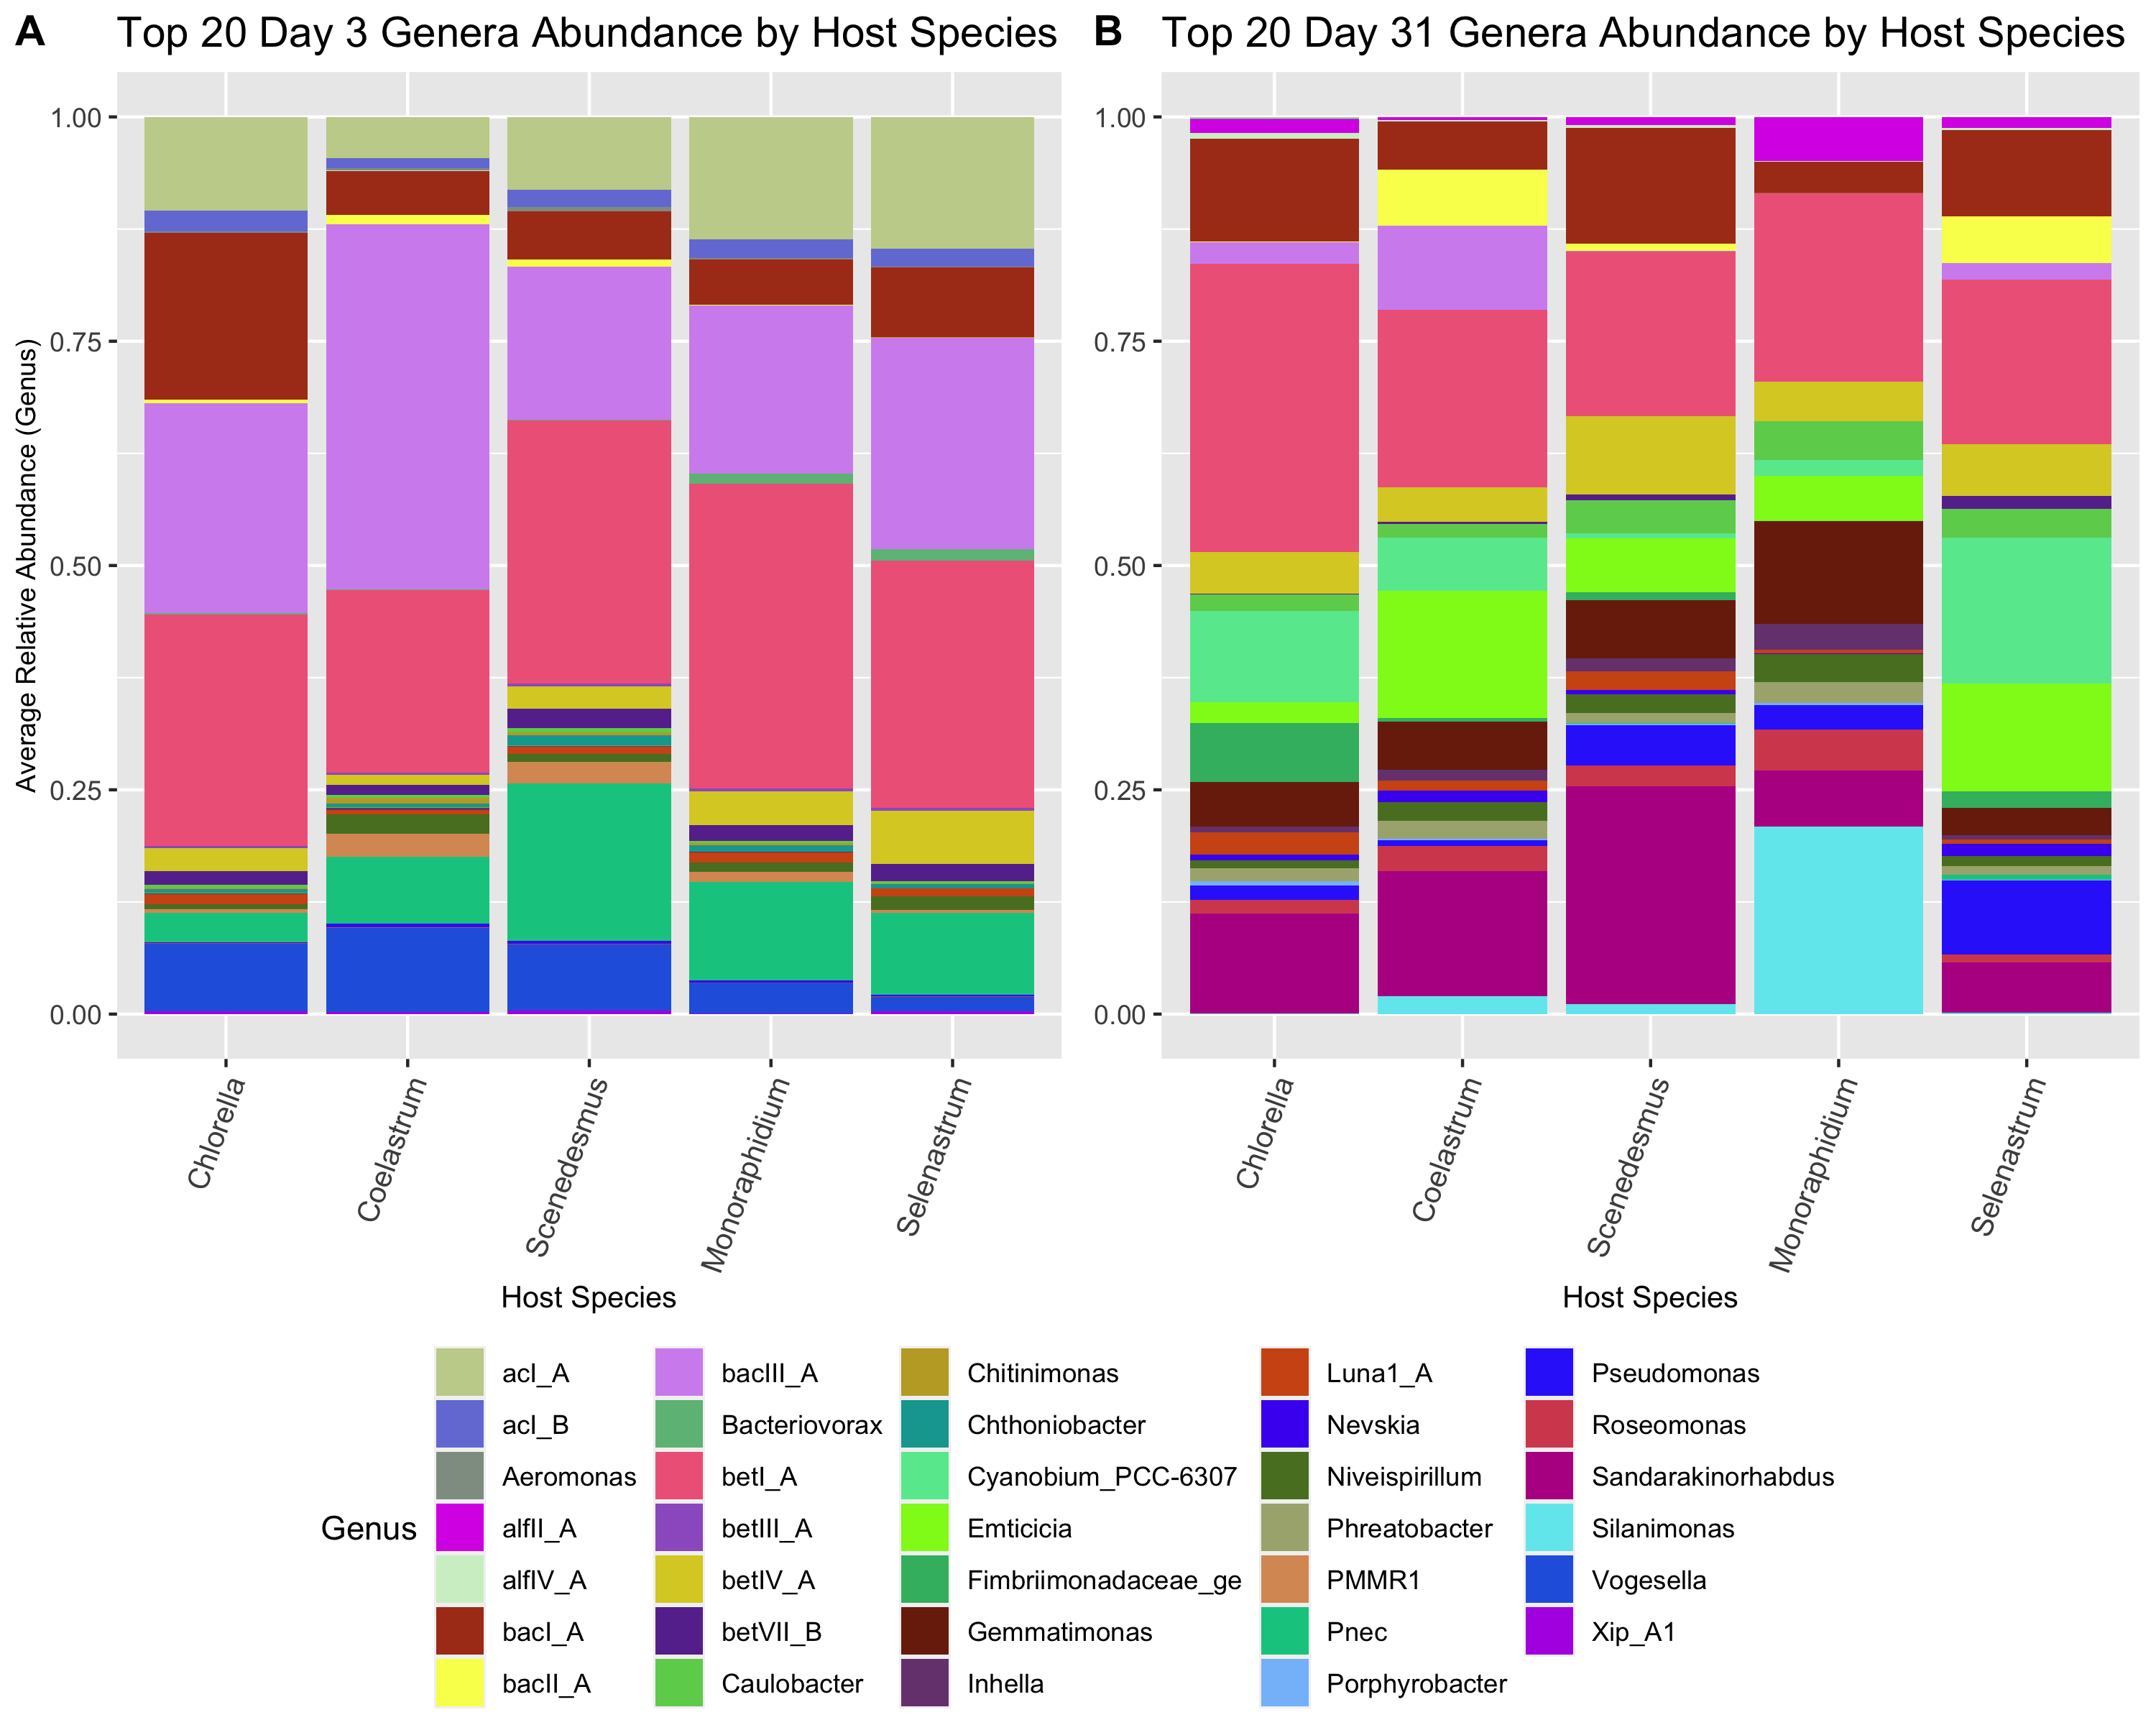 A Top 20 Day 3 Genera Abundance by Host Species
B Top 20 Day 31 Genera Abundance by Host Species
Average Relative Abundance (Genus)
1.00
0.75
0.50
0.25
0.00
Chlorella
Coelastrum
Scenedesmus
Monoraphidium
Selenastrum
Host Species
1.00
0.75
0.50
0.25
0.00
Chlorella
Coelastrum
Scenedesmus
Monoraphidium
Selenastrum
Host Species
Genus
acI_A
acI_B
Aeromonas
alfII_A
alfIV_A
bacI_A
bacII_A
bacIII_A
Bacteriovorax
betI_A
betIII_A
betIV_A
betVII_B
Caulobacter
Chitinimonas
Chthoniobacter
Cyanobium_PCC-6307
Emticicia
Fimbriimonadaceae_ge
Gemmatimonas
Inhella
Luna1_A
Nevskia
Niveispirillum
Phreatobacter
PMMR1
Pnec
Porphyrobacter
Pseudomonas
Roseomonas
Sandarakinorhabdus
Silanimonas
Vogesella
Xip_A1